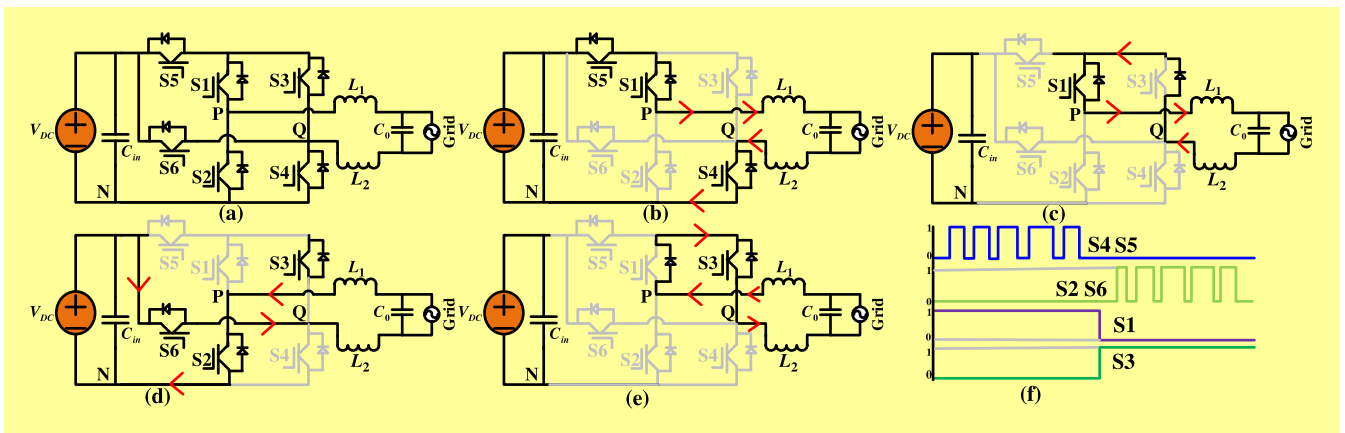 S5 S1 S3 L1 P Q VDC Cin C0 Grid S6 S2 S4 L2 N
(a)
S5 S1 S3 L1 P Q VDC Cin C0 Grid S6 S2 S4 L2 N
(b)
S5 S1 S3 L1 P Q VDC Cin C0 Grid S6 S2 S4 L2 N
(c)
S5 S1 S3 L1 P Q VDC Cin C0 Grid S6 S2 S4 L2 N
(d)
S5 S1 S3 L1 P Q VDC Cin C0 Grid S6 S2 S4 L2 N
(e)
1
0 S4 S5
1
0 S2 S6
1
0 S1
1
0 S3
(f)